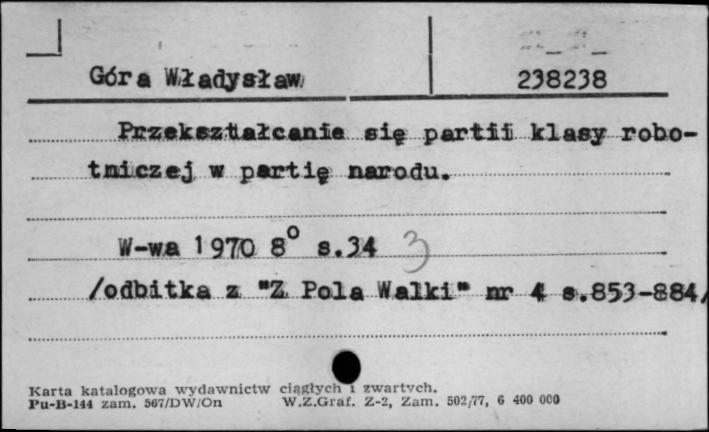 Góra Władysław
238238
Przekształcanie się partii klasy robo-
tniczej w partię narodu.
W-wa 1970 8° s.34 3
/odbitka z "Z Pola Walki" nr 4 s.853-884/
Karta katalogowa wydawnictw ciągłych i zwartych.
Pu-B-144 zam. 567/DW/On W.Z.Graf. Z-2, Zam. 502/77, 6 400 000